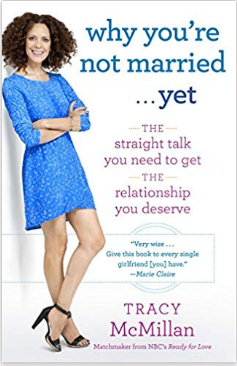 why you're
not married
...yet
THE
straight talk
you need to get
THE
relationship
you deserve
"Very wise ...
Give this book to every single
girlfriend [you] have."
—Marie Claire
TRACY
McMILLAN
Matchmaker from NBC's Ready for Love